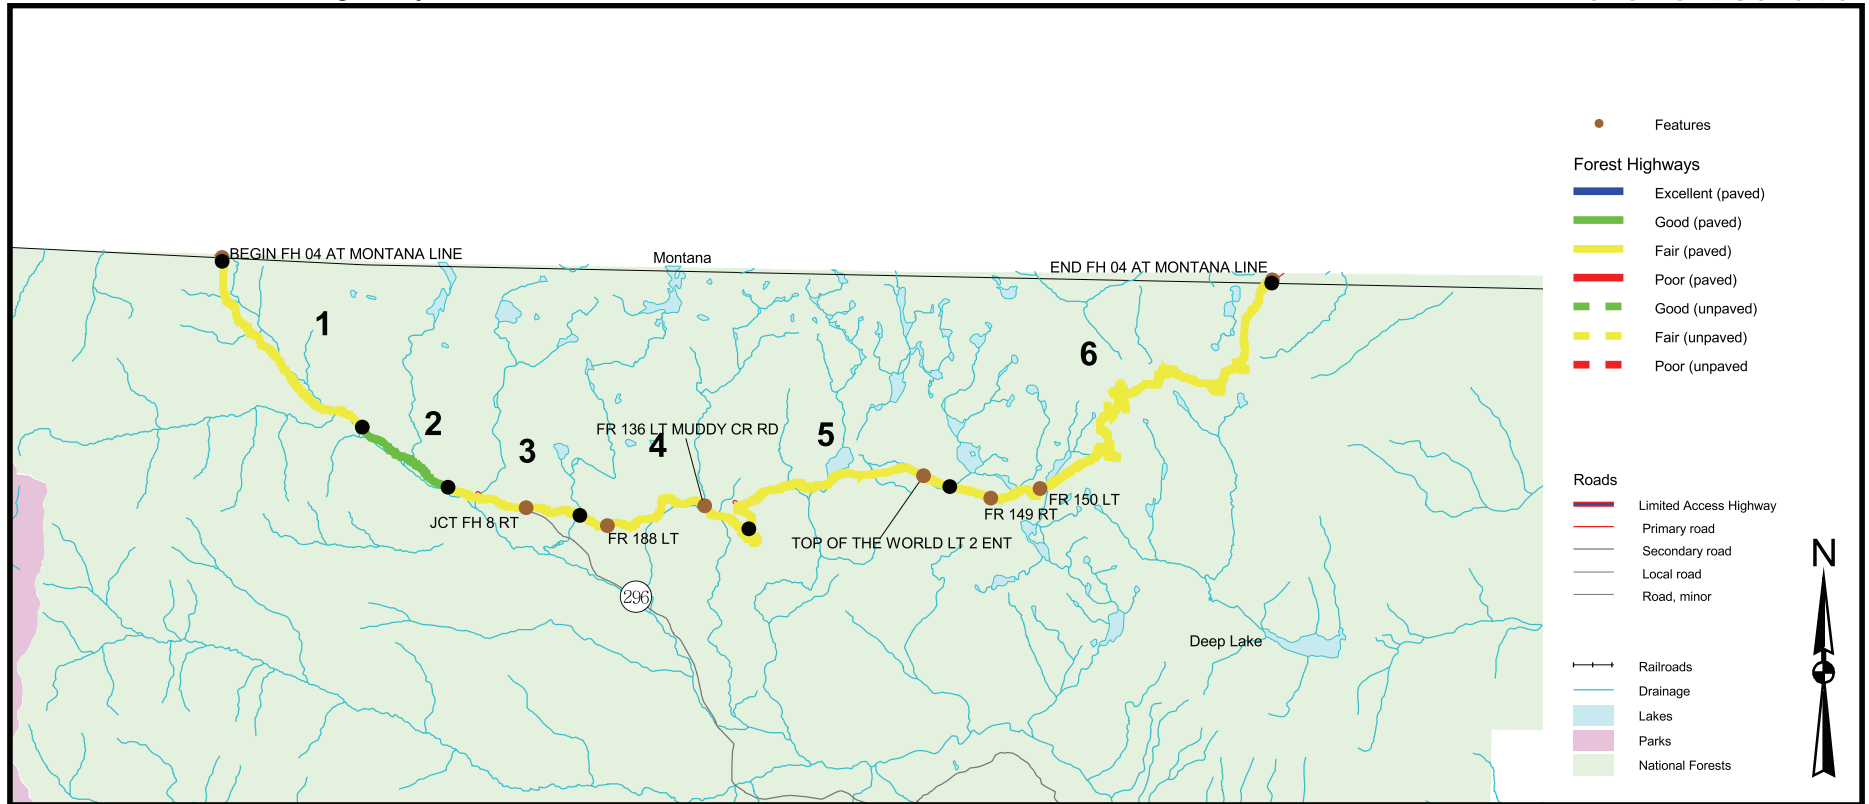 BEGIN FH 04 AT MONTANA LINE
Montana
END FH 04 AT MONTANA LINE
1
2
3
4
5
6
FR 136 LT MUDDY CR RD
JCT FH 8 RT
FR 188 LT
TOP OF THE WORLD LT 2 ENT
FR 149 RT
FR 150 LT
296
Deep Lake
Features
Forest Highways
Excellent (paved)
Good (paved)
Fair (paved)
Poor (paved)
Good (unpaved)
Fair (unpaved)
Poor (unpaved
Roads
Limited Access Highway
Primary road
Secondary road
Local road
Road, minor
Railroads
Drainage
Lakes
Parks
National Forests
N